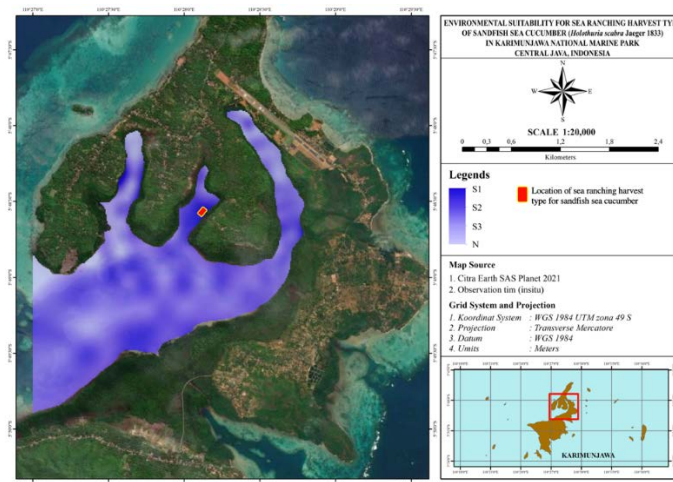 ENVIRONMENTAL SUITABILITY FOR SEA RANCHING HARVEST TYPE
OF SANDFISH SEA CUCUMBER (Holothuria scabra Jaeger 1833)
IN KARIMUNJAWA NATIONAL MARINE PARK
CENTRAL JAVA, INDONESIA
N
W E
S
SCALE 1:20,000
0 0,3 0,6 1,2 1,8 2,4
Kilometers
Legends
S1
S2
S3
N
Location of sea ranching harvest
type for sandfish sea cucumber
Map Source
1. Citra Earth SAS Planet 2021
2. Observation tim (insitu)
Grid System and Projection
1. Koordinat System : WGS 1984 UTM zona 49 S
2. Projection : Transverse Mercatore
3. Datum : WGS 1984
4. Units : Meters
KARIMUNJAWA